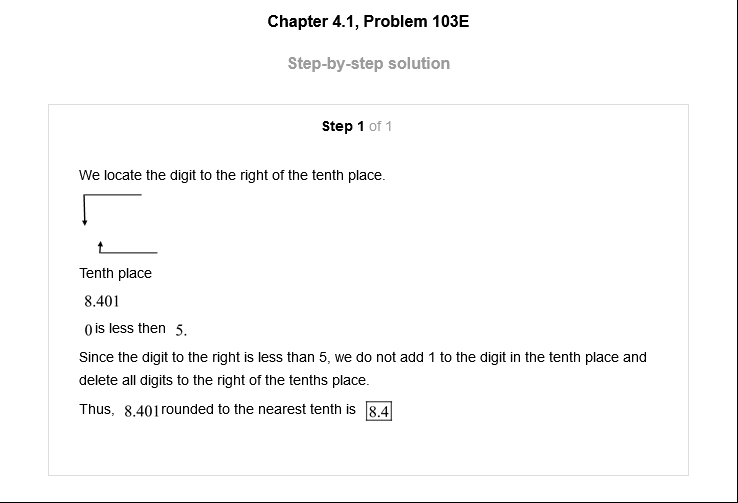 Chapter 4.1, Problem 103E
Step-by-step solution
Step 1 of 1
We locate the digit to the right of the tenth place.
Tenth place
8.401
0 is less then 5.
Since the digit to the right is less than 5, we do not add 1 to the digit in the tenth place and
delete all digits to the right of the tenths place.
Thus, 8.401 rounded to the nearest tenth is 8.4